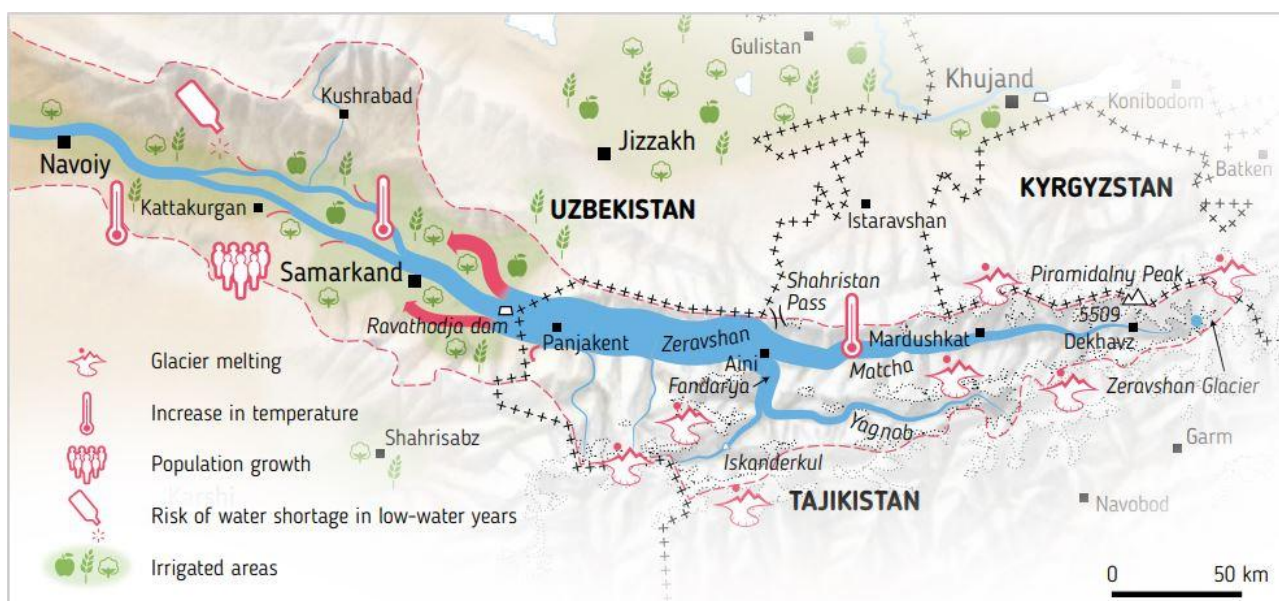 Gulistan
Khujand
Konibodom
Kushrabad
Jizzakh
Batken
Navoiy
KYRGYZSTAN
Kattakurgan
UZBEKISTAN
Istaravshan
Samarkand
Shahristan
Pass
Piramidalny Peak
5509
Ravathodja dam
Panjakent
Zeravshan
Mardushkat
Dekhavz
Aini
Matcha
Fandarya
Zeravshan Glacier
Yagnob
Iskanderkul
Garm
TAJIKISTAN
Navobod
Shahrisabz
Karshi
Glacier melting
Increase in temperature
Population growth
Risk of water shortage in low-water years
Irrigated areas
0 50 km